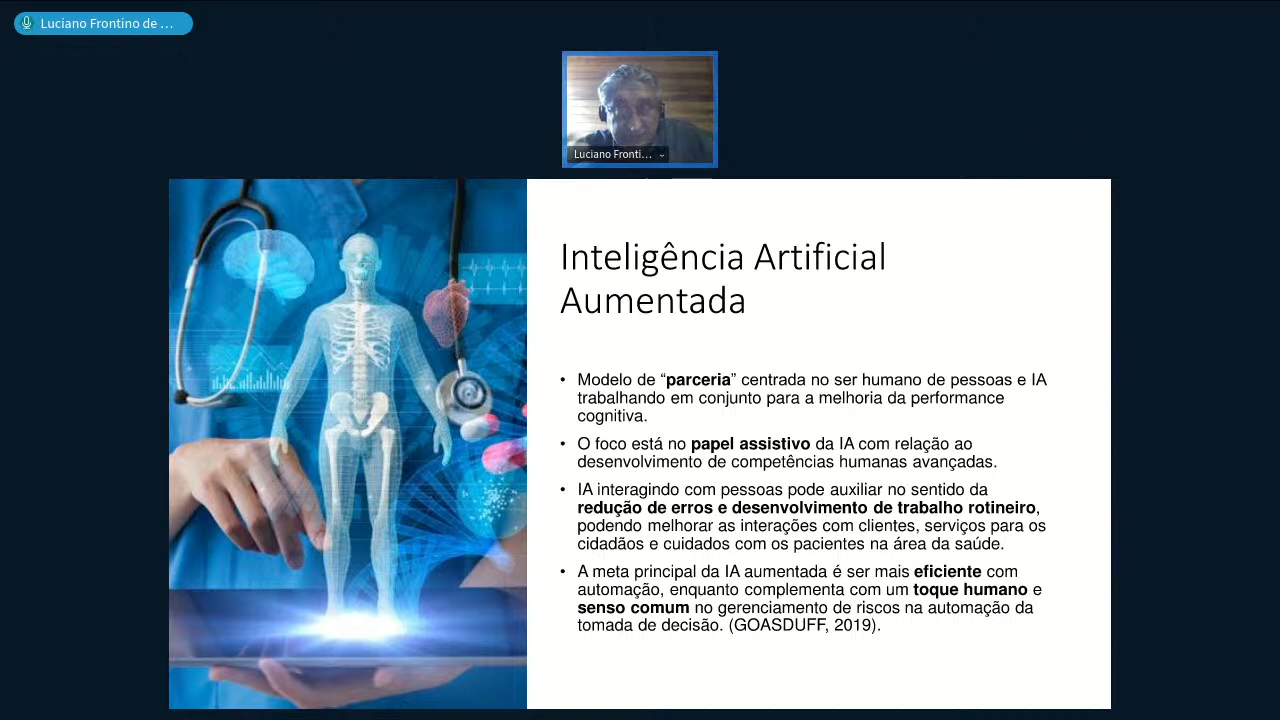 Luciano Frontino de ...
Luciano Fronti...
Inteligência Artificial
Aumentada
• Modelo de “parceria” centrada no ser humano de pessoas e IA
trabalhando em conjunto para a melhoria da performance
cognitiva.
• O foco está no papel assistivo da IA com relação ao
desenvolvimento de competências humanas avançadas.
• IA interagindo com pessoas pode auxiliar no sentido da
redução de erros e desenvolvimento de trabalho rotineiro,
podendo melhorar as interações com clientes, serviços para os
cidadãos e cuidados com os pacientes na área da saúde.
• A meta principal da IA aumentada é ser mais eficiente com
automação, enquanto complementa com um toque humano e
senso comum no gerenciamento de riscos na automação da
tomada de decisão. (GOASDUFF, 2019).